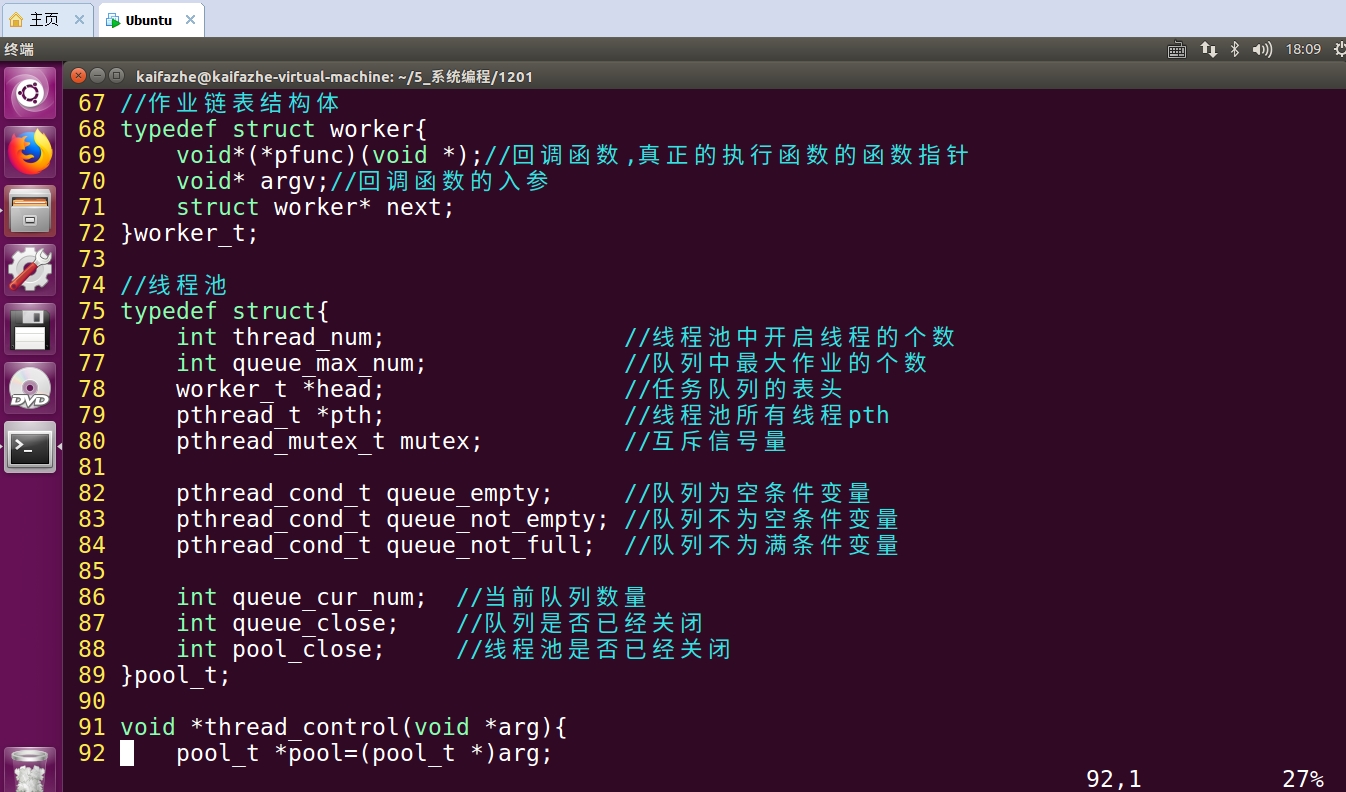 主页
Ubuntu
终端
18:09
kaifazhe@kaifazhe-virtual-machine: ~/5_系统编程/1201
67 //作业链表结构体
68 typedef struct worker{
69     void*(*pfunc)(void *);//回调函数,真正的执行函数的函数指针
70     void* argv;//回调函数的入参
71     struct worker* next;
72 }worker_t;
73
74 //线程池
75 typedef struct{
76     int thread_num;                 //线程池中开启线程的个数
77     int queue_max_num;              //队列中最大作业的个数
78     worker_t *head;                 //任务队列的表头
79     pthread_t *pth;                 //线程池所有线程pth
80     pthread_mutex_t mutex;          //互斥信号量
81
82     pthread_cond_t queue_empty;     //队列为空条件变量
83     pthread_cond_t queue_not_empty; //队列不为空条件变量
84     pthread_cond_t queue_not_full;  //队列不为满条件变量
85
86     int queue_cur_num;  //当前队列数量
87     int queue_close;    //队列是否已经关闭
88     int pool_close;     //线程池是否已经关闭
89 }pool_t;
90
91 void *thread_control(void *arg){
92     pool_t *pool=(pool_t *)arg;
92,1 27%
DVD